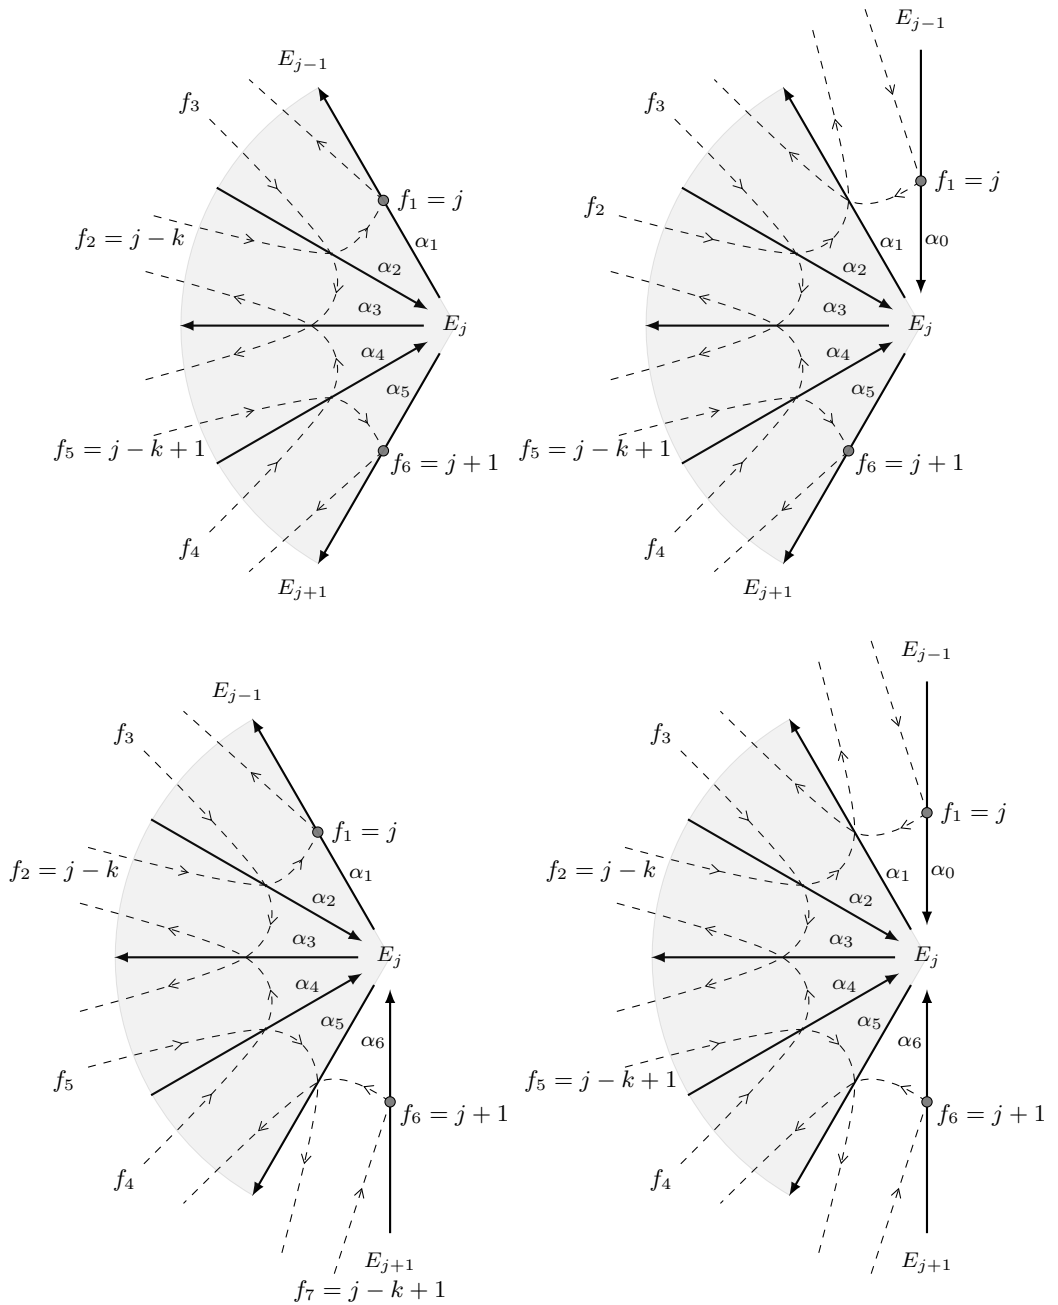 E_{j−1}
f_3
f_1 = j
f_2 = j − k
α_1
α_2
α_3
E_j
α_4
α_5
f_5 = j − k + 1
f_6 = j + 1
f_4
E_{j+1}
E_{j−1}
f_3
f_1 = j
f_2
α_1
α_0
α_2
α_3
E_j
α_4
α_5
f_5 = j − k + 1
f_6 = j + 1
f_4
E_{j+1}
E_{j−1}
f_3
f_1 = j
f_2 = j − k
α_1
α_2
α_3
E_j
α_4
α_5
α_6
f_5
f_6 = j + 1
f_4
E_{j+1}
f_7 = j − k + 1
E_{j−1}
f_3
f_1 = j
f_2 = j − k
α_1
α_0
α_2
α_3
E_j
α_4
α_5
α_6
f_5 = j − k + 1
f_6 = j + 1
f_4
E_{j+1}